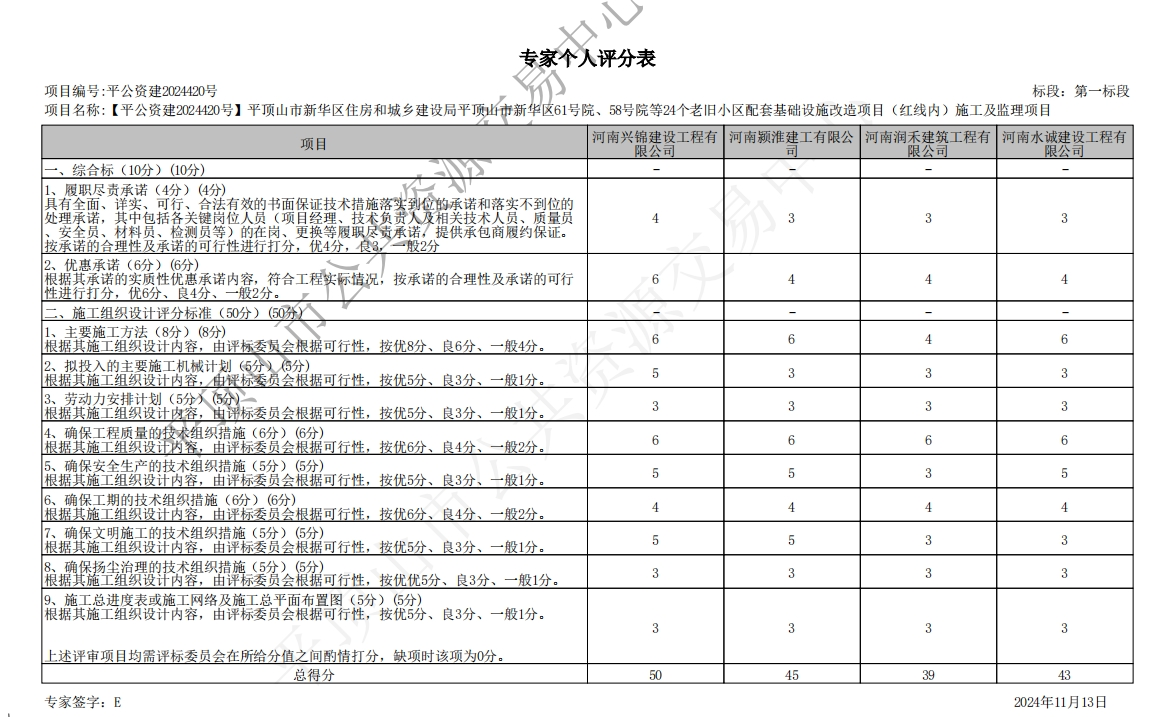 专家个人评分表
项目编号:平公资建2024420号
标段: 第一标段
项目名称:【平公资建2024420号】平顶山市新华区住房和城乡建设局平顶山市新华区61号院、58号院等24个老旧小区配套基础设施改造项目（红线内）施工及监理项目
项目
河南兴锦建设工程有
限公司
河南颍淮建工有限公
司
河南润禾建筑工程有
限公司
河南水诚建设工程有
限公司
一、综合标（10分）(10分)
－ － － －
1、履职尽责承诺（4分）(4分)
具有全面、详实、可行、合法有效的书面保证技术措施落实到位的承诺和落实不到位的
处理承诺，其中包括各关键岗位人员（项目经理、技术负责人及相关技术人员、质量员
、安全员、材料员、检测员等）的在岗、更换等履职尽责承诺，提供承包商履约保证。
按承诺的合理性及承诺的可行性进行打分，优4分，良3，一般2分
4 3 3 3
2、优惠承诺（6分）(6分)
根据其承诺的实质性优惠承诺内容，符合工程实际情况，按承诺的合理性及承诺的可行
性进行打分，优6分、良4分、一般2分。
6 4 4 4
二、施工组织设计评分标准（50分）(50分)
－ － － －
1、主要施工方法（8分）(8分)
根据其施工组织设计内容，由评标委员会根据可行性，按优8分、良6分、一般4分。
6 6 4 6
2、拟投入的主要施工机械计划（5分）(5分)
根据其施工组织设计内容，由评标委员会根据可行性，按优5分、良3分、一般1分。
5 3 3 3
3、劳动力安排计划（5分）(5分)
根据其施工组织设计内容，由评标委员会根据可行性，按优5分、良3分、一般1分。
3 3 3 3
4、确保工程质量的技术组织措施（6分）(6分)
根据其施工组织设计内容，由评标委员会根据可行性，按优6分、良4分、一般2分。
6 6 6 6
5、确保安全生产的技术组织措施（5分）(5分)
根据其施工组织设计内容，由评标委员会根据可行性，按优5分、良3分、一般1分。
5 5 3 5
6、确保工期的技术组织措施（6分）(6分)
根据其施工组织设计内容，由评标委员会根据可行性，按优6分、良4分、一般2分。
4 4 4 4
7、确保文明施工的技术组织措施（5分）(5分)
根据其施工组织设计内容，由评标委员会根据可行性，按优5分、良3分、一般1分。
5 5 3 3
8、确保扬尘治理的技术组织措施（5分）(5分)
根据其施工组织设计内容，由评标委员会根据可行性，按优优5分、良3分、一般1分。
3 3 3 3
9、施工总进度表或施工网络及施工总平面布置图（5分）(5分)
根据其施工组织设计内容，由评标委员会根据可行性，按优5分、良3分、一般1分。
上述评审项目均需评标委员会在所给分值之间酌情打分，缺项时该项为0分。
3 3 3 3
总得分
50 45 39 43
专家签字：E
2024年11月13日
平顶山市公共资源交易中心
平顶山市公共资源交易中